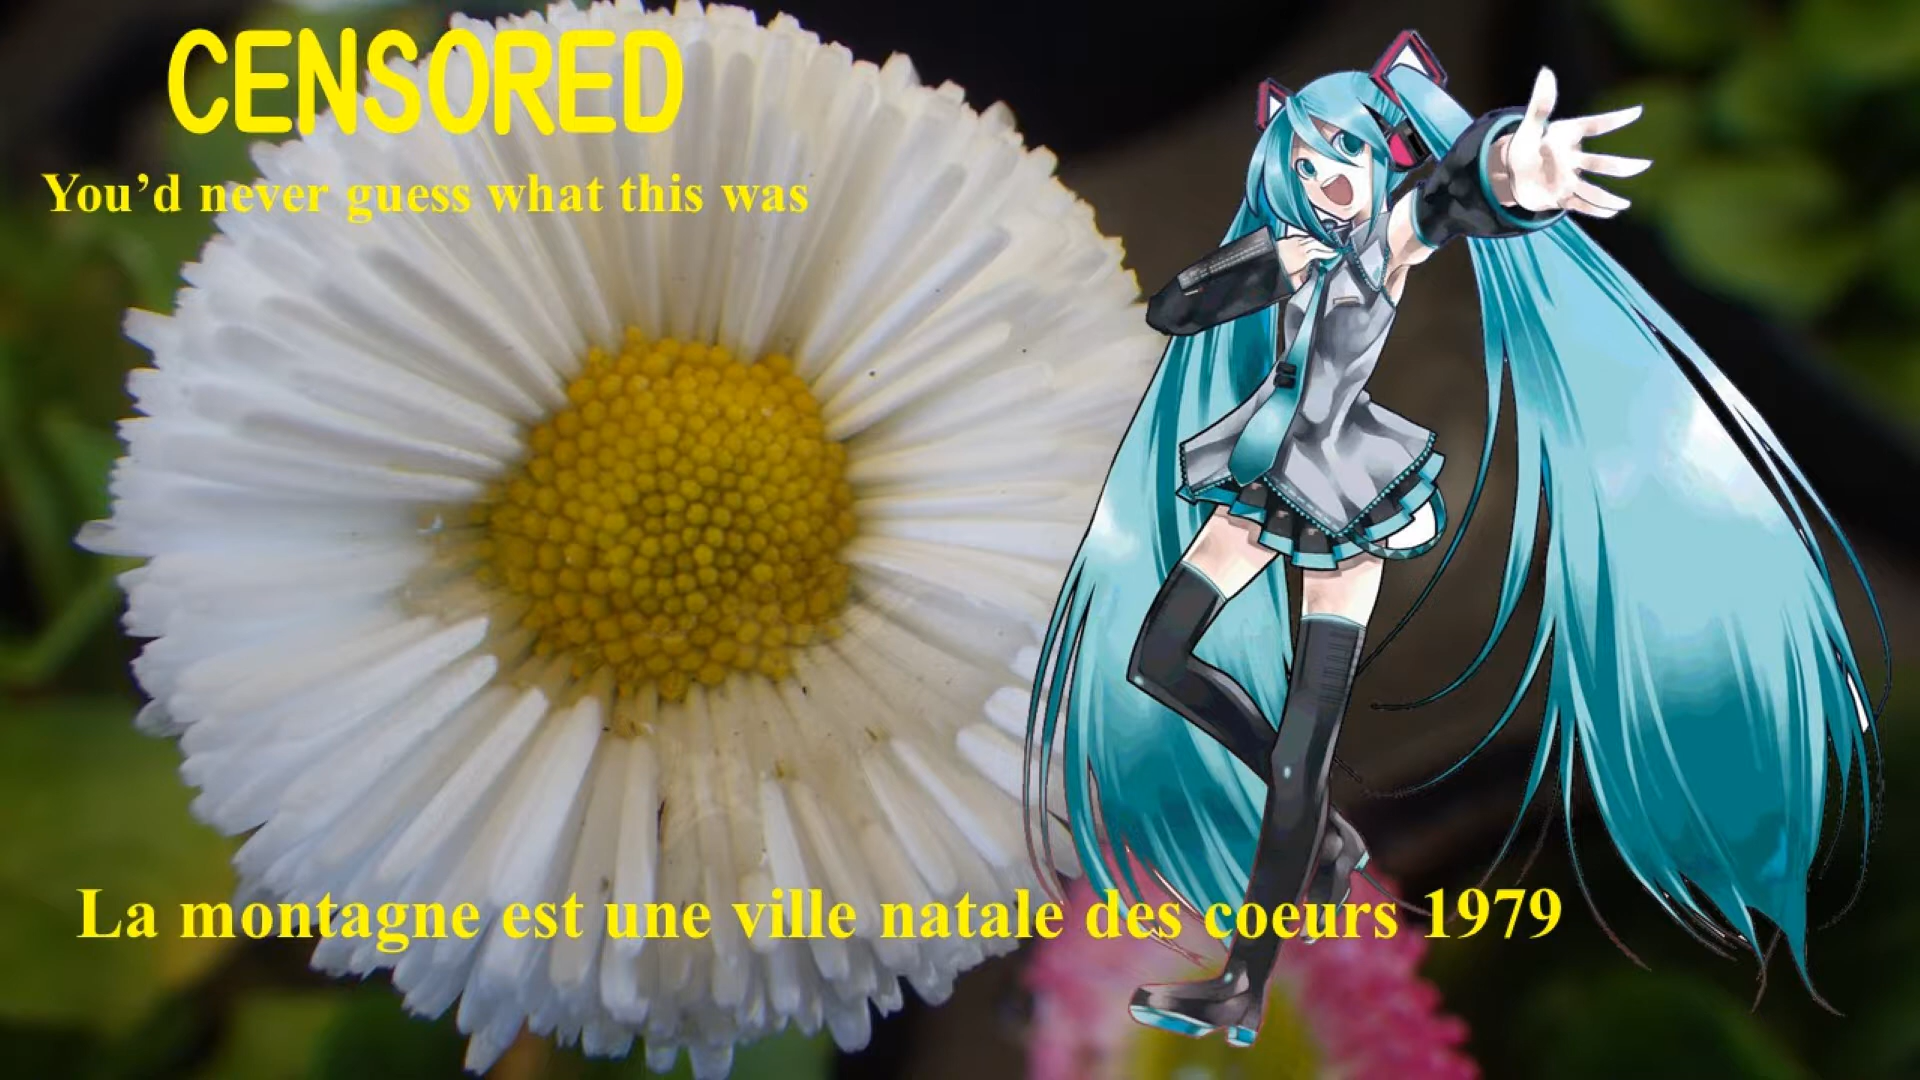 CENSORED
You’d never guess what this was
La montagne est une ville natale des coeurs 1979